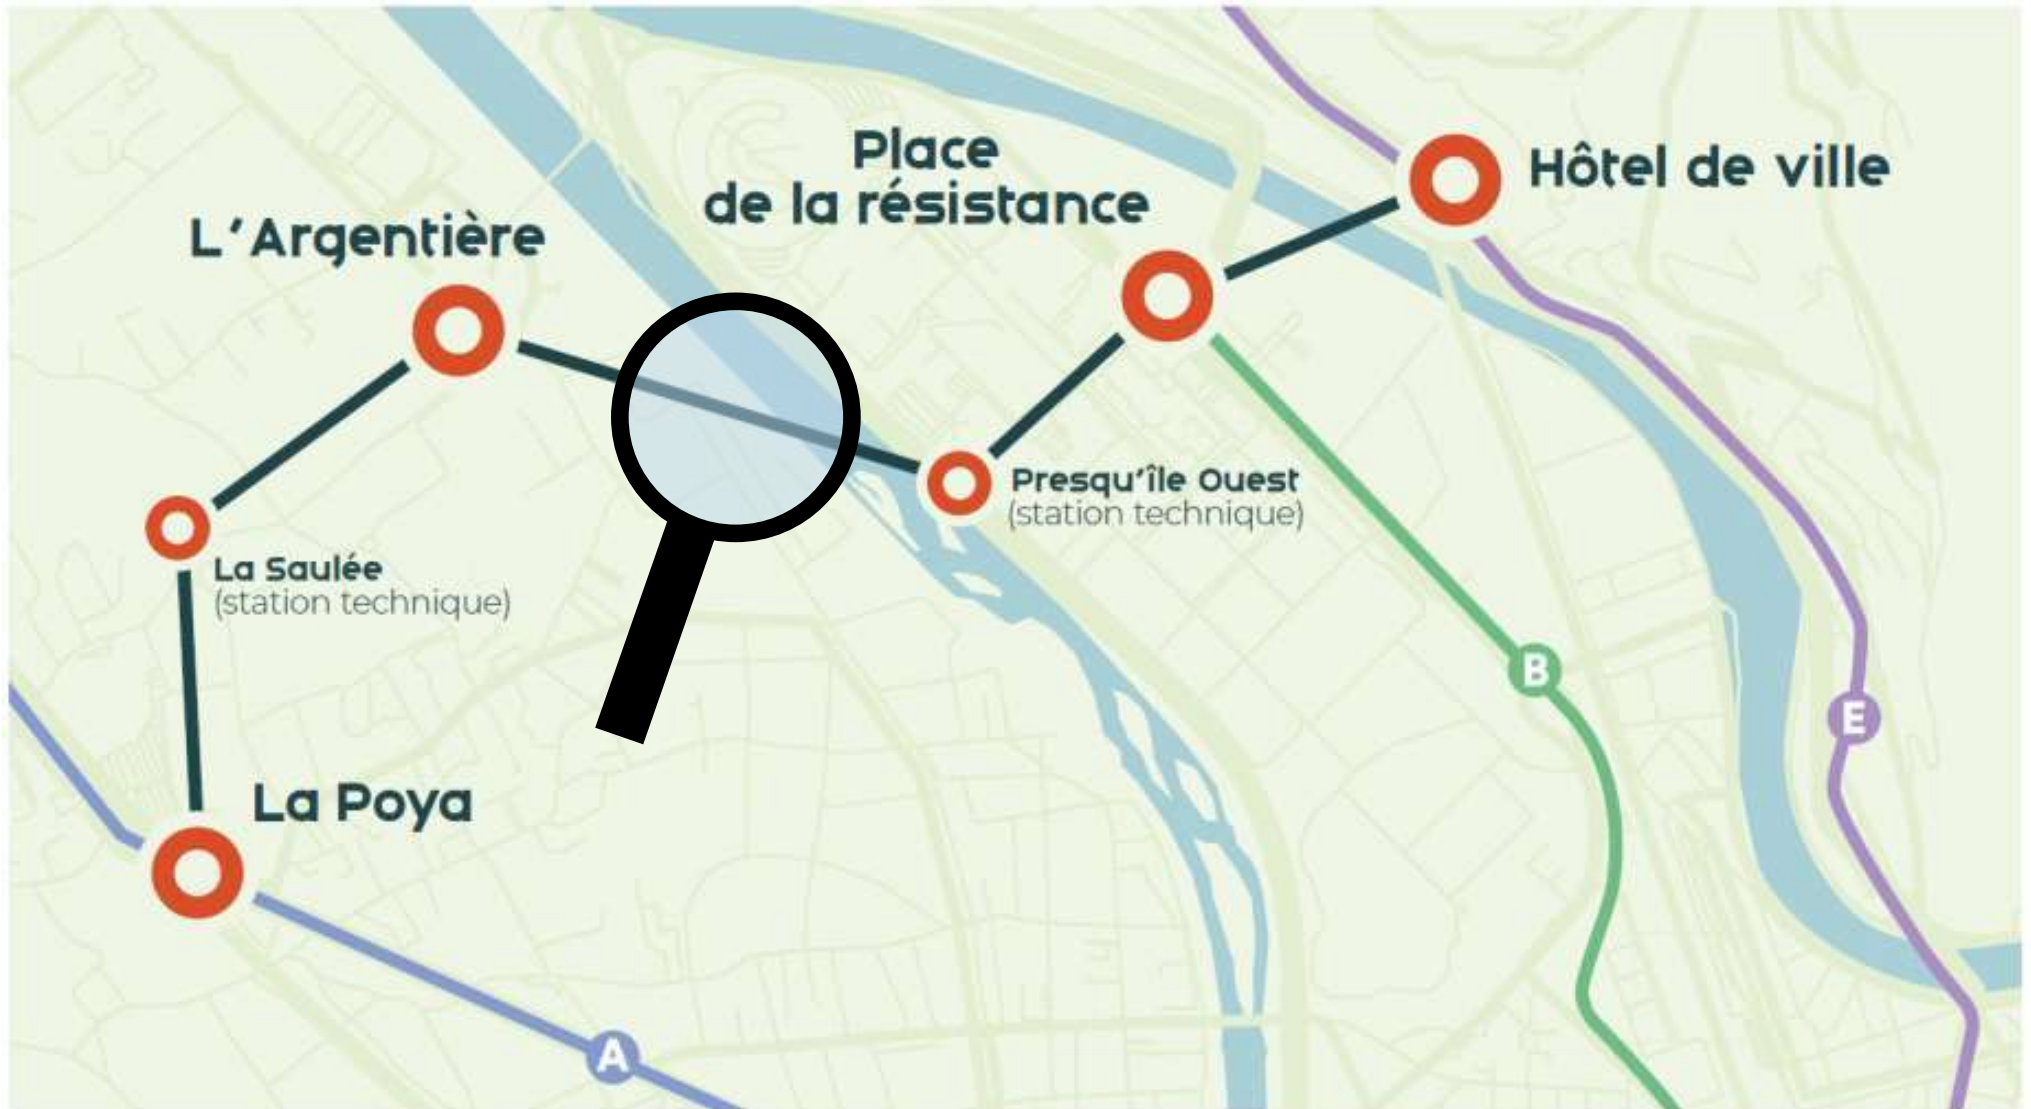 Place
de la résistance
Hôtel de ville
L'Argentière
Presqu'île Ouest
(station technique)
La Saulée
(station technique)
B
E
La Poya
A